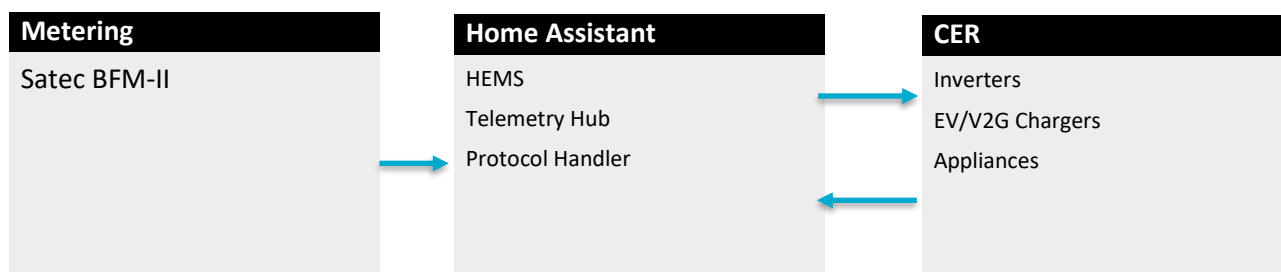 Metering
Satec BFM-II
Home Assistant
HEMS
Telemetry Hub
Protocol Handler
CER
Inverters
EV/V2G Chargers
Appliances